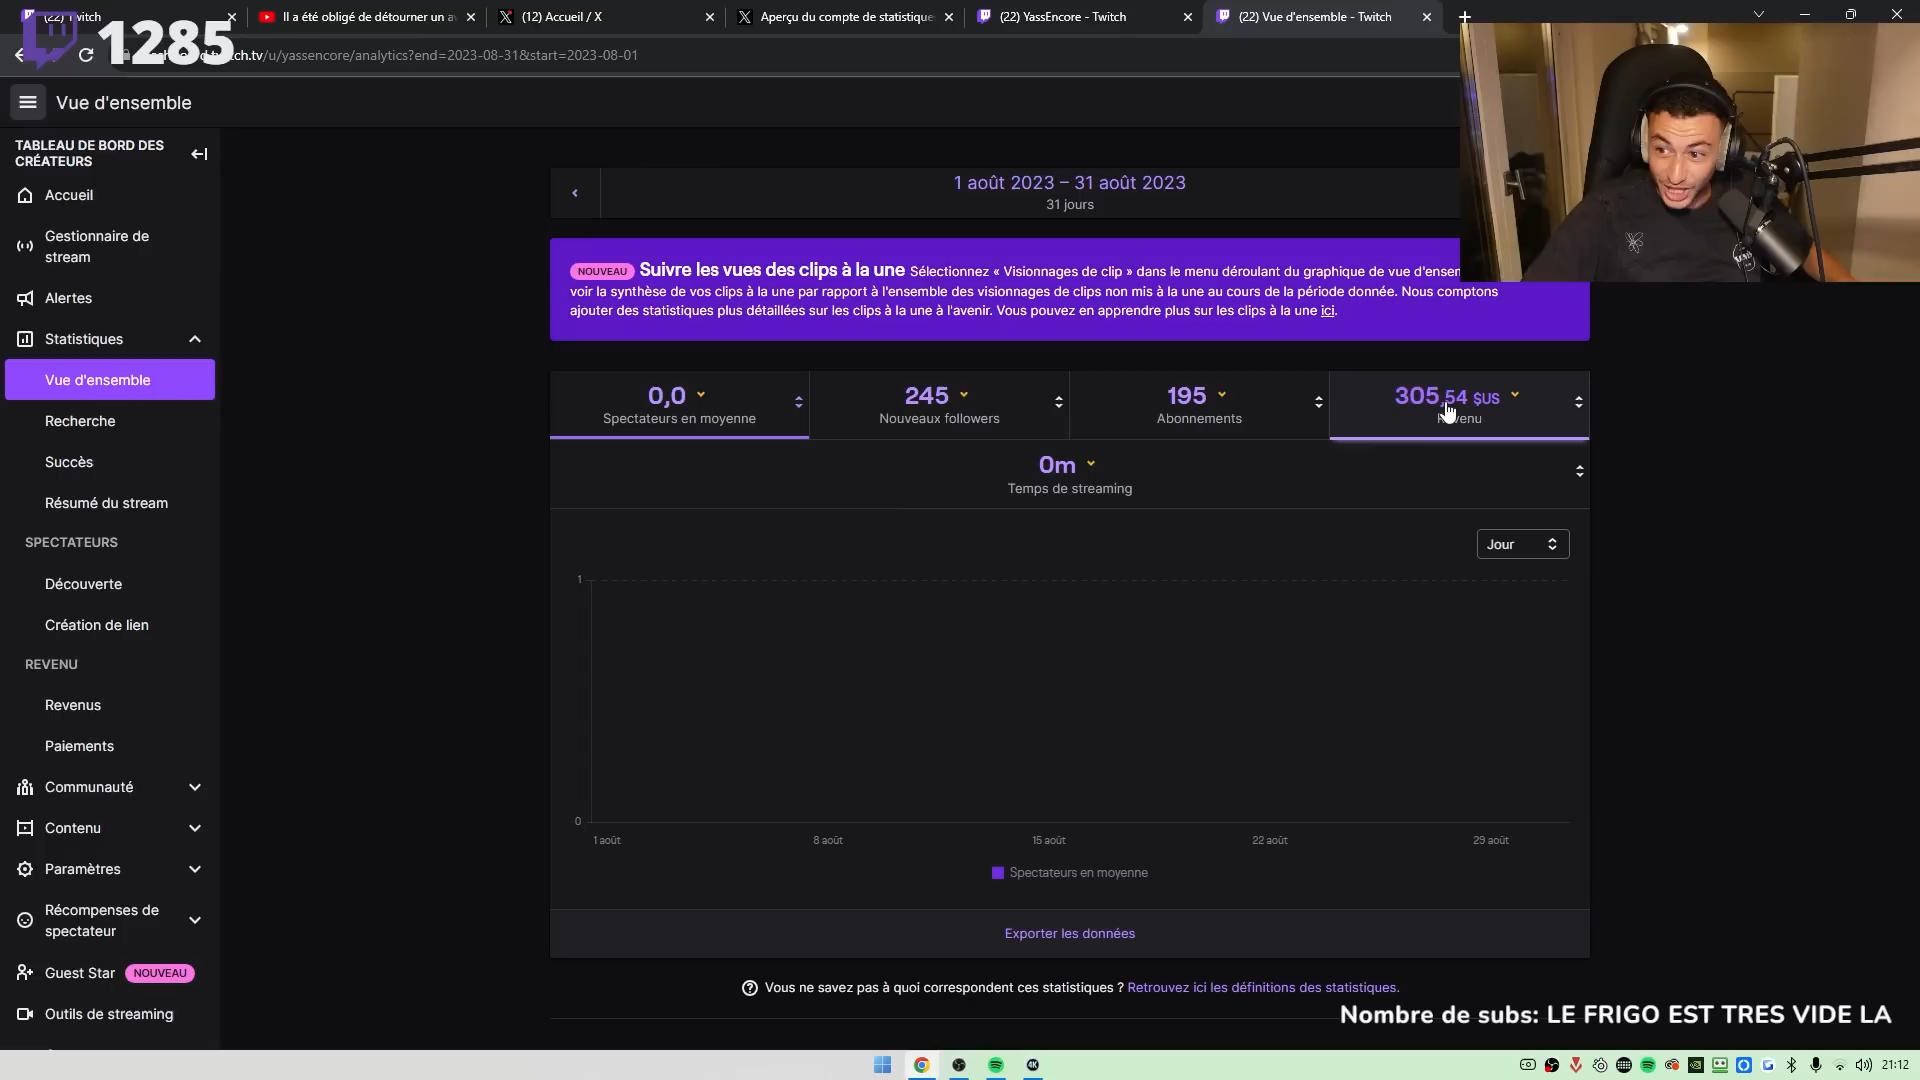 (22) Twitch
Il a été obligé de détourner un a
(12) Accueil / X
Aperçu du compte de statistique
(22) YassEncore - Twitch
(22) Vue d'ensemble - Twitch
1285
tch.tv/u/yassencore/analytics?end=2023-08-31&start=2023-08-01
Vue d'ensemble
TABLEAU DE BORD DES
CRÉATEURS
Accueil
Gestionnaire de
stream
Alertes
Statistiques
Vue d'ensemble
Recherche
Succès
Résumé du stream
SPECTATEURS
Découverte
Création de lien
REVENU
Revenus
Paiements
Communauté
Contenu
Paramètres
Récompenses de
spectateur
Guest Star NOUVEAU
Outils de streaming
1 août 2023 – 31 août 2023
31 jours
NOUVEAU Suivre les vues des clips à la une Sélectionnez « Visionnages de clip » dans le menu déroulant du graphique de vue d'ensem
voir la synthèse de vos clips à la une par rapport à l'ensemble des visionnages de clips non mis à la une au cours de la période donnée. Nous comptons
ajouter des statistiques plus détaillées sur les clips à la une à l'avenir. Vous pouvez en apprendre plus sur les clips à la une ici.
0,0
Spectateurs en moyenne
245
Nouveaux followers
195
Abonnements
305,54 $US
Revenu
0m
Temps de streaming
Jour
1
0
1 août
8 août
15 août
22 août
29 août
Spectateurs en moyenne
Exporter les données
Vous ne savez pas à quoi correspondent ces statistiques ? Retrouvez ici les définitions des statistiques.
Nombre de subs: LE FRIGO EST TRES VIDE LA
4K
21:12